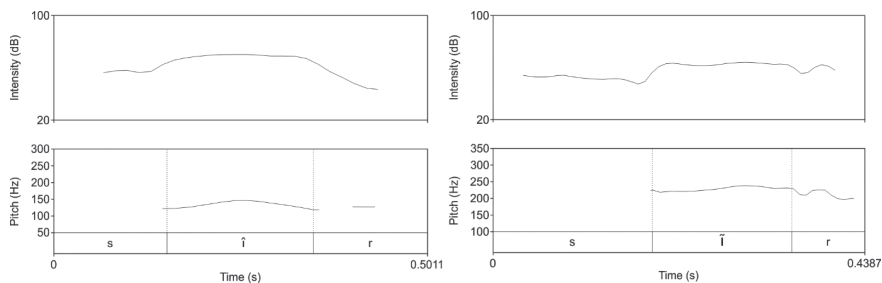 100
Intensity (dB)
20
300
250
200
150
100
50
Pitch (Hz)
s î r
0 0.5011
Time (s)
100
Intensity (dB)
20
350
300
250
200
150
100
Pitch (Hz)
s ĩ r
0 0.4387
Time (s)